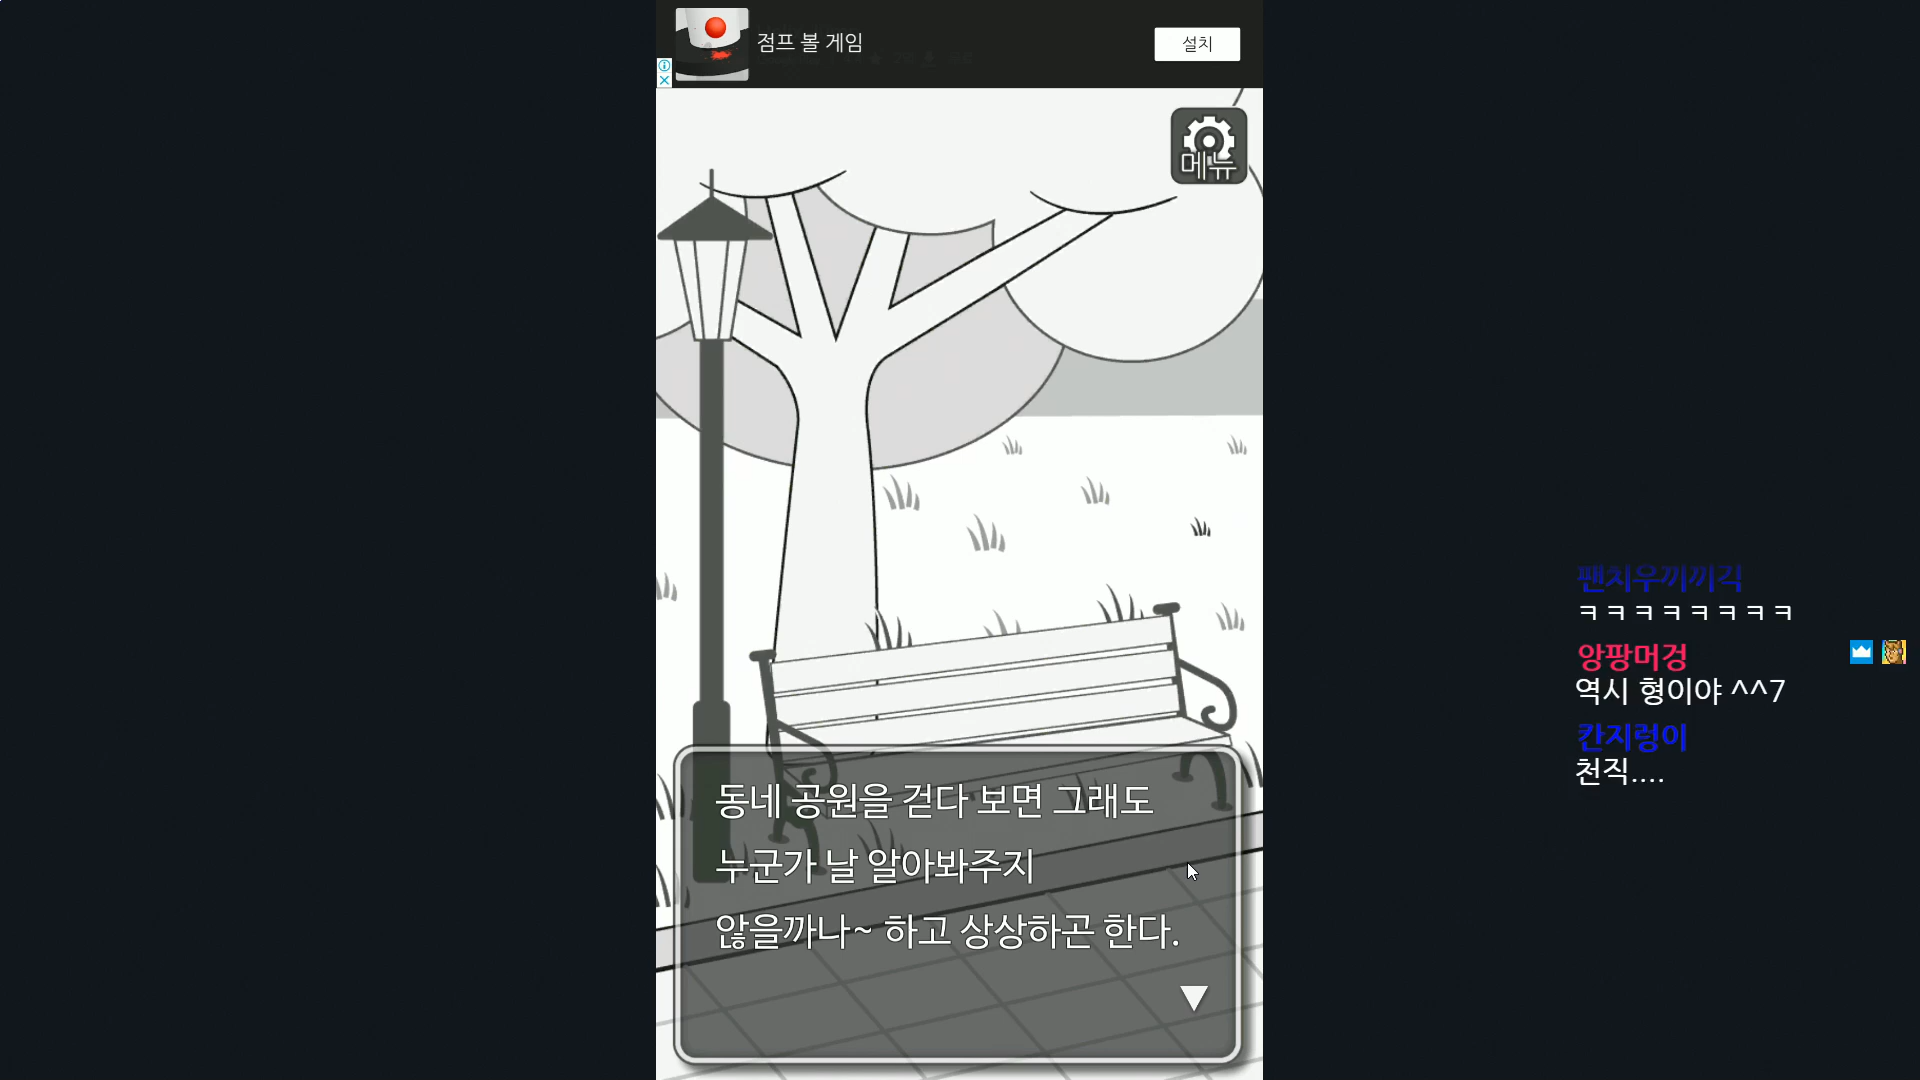 점프 볼 게임
설치
메뉴
동네 공원을 걷다 보면 그래도
누군가 날 알아봐주지
않을까나~ 하고 상상하곤 한다.
팬치우끼끼긱
ㅋㅋㅋㅋㅋㅋㅋㅋ
앙팡머겅
역시 형이야 ^^7
칸지렁이
천직....